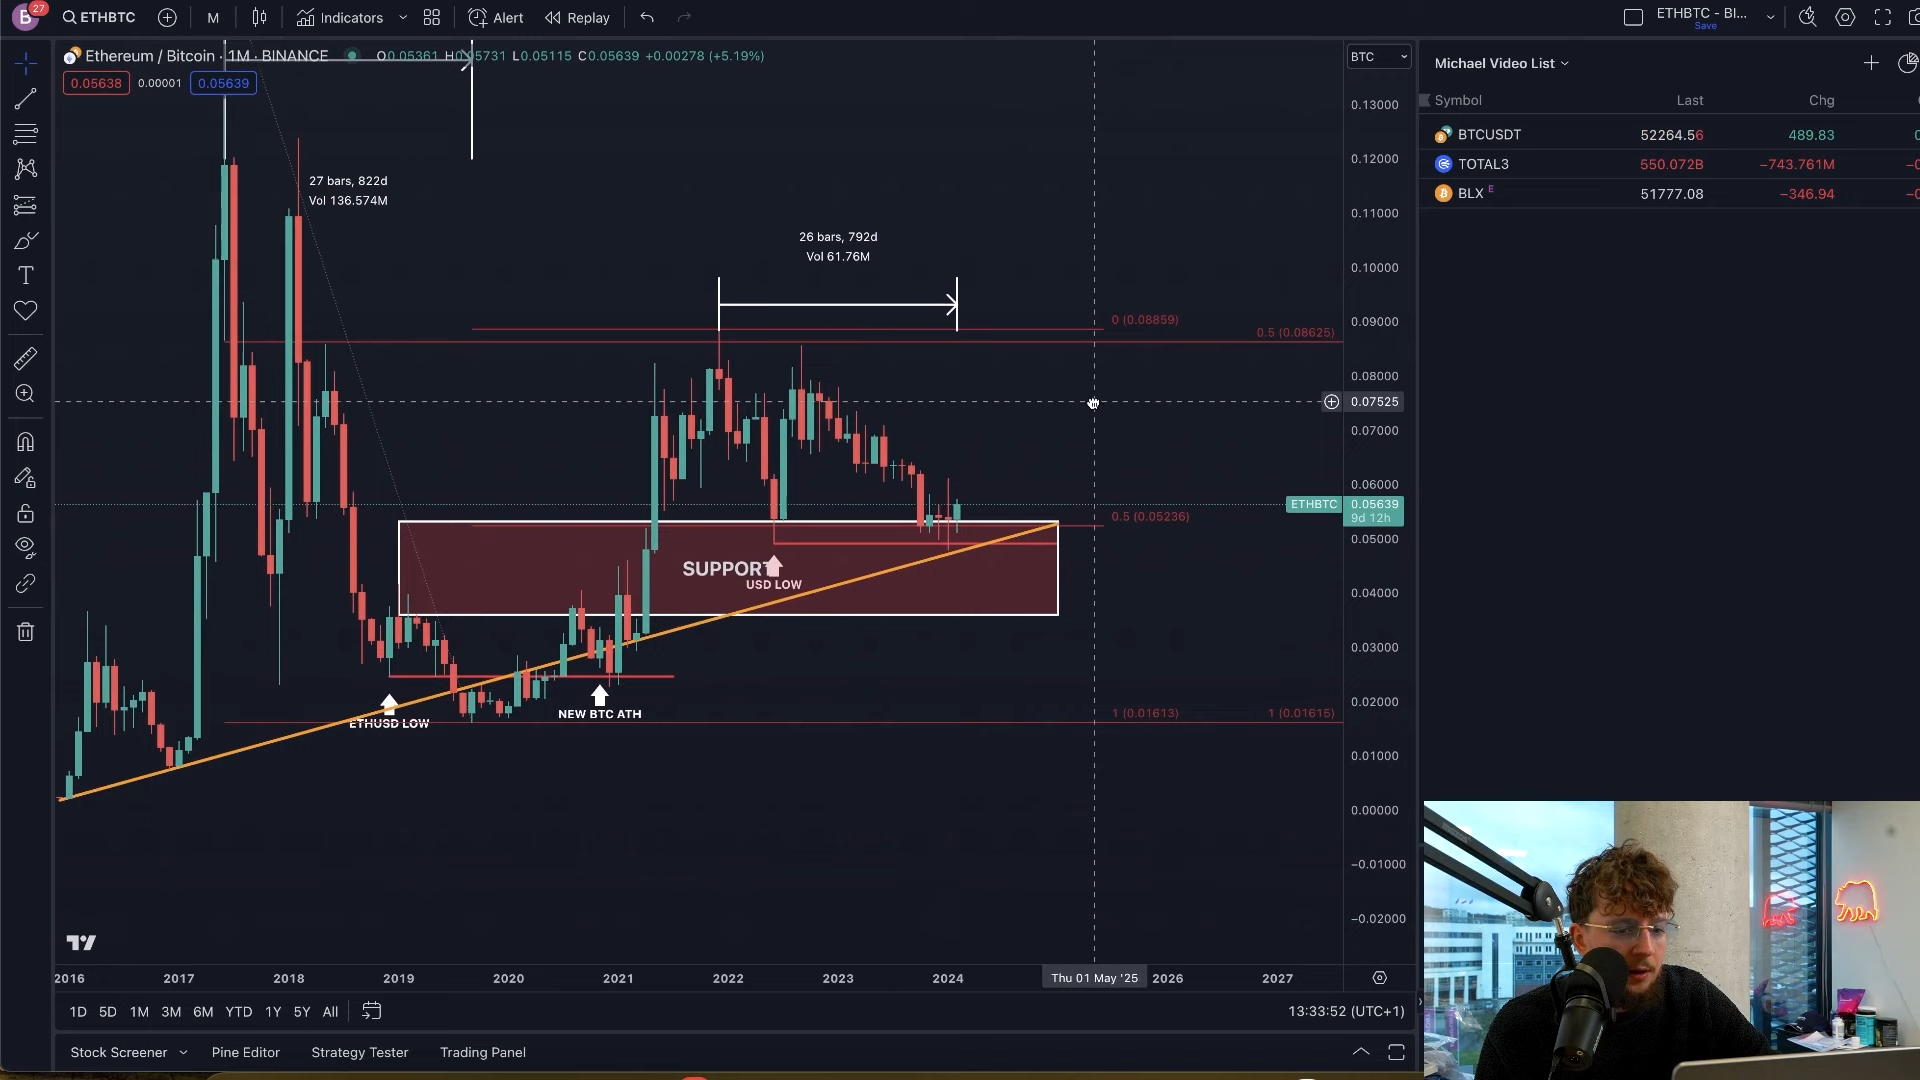 27
B
ETHBTC
M
Indicators
Alert
Replay
ETHBTC - BI...
Save
Ethereum / Bitcoin · 1M · BINANCE
O0.05361 H0.05731 L0.05115 C0.05639 +0.00278 (+5.19%)
BTC
0.05638
0.00001
0.05639
27 bars, 822d
Vol 136.574M
26 bars, 792d
Vol 61.76M
0 (0.08859)
0.5 (0.08625)
0.5 (0.05236)
SUPPORT
USD LOW
ETHUSD LOW
NEW BTC ATH
1 (0.01613)
1 (0.01615)
0.13000
0.12000
0.11000
0.10000
0.09000
0.08000
0.07525
0.07000
0.06000
ETHBTC
0.05639
9d 12h
0.05000
0.04000
0.03000
0.02000
0.01000
0.00000
−0.01000
−0.02000
2016
2017
2018
2019
2020
2021
2022
2023
2024
Thu 01 May '25
2026
2027
1D
5D
1M
3M
6M
YTD
1Y
5Y
All
13:33:52 (UTC+1)
Stock Screener
Pine Editor
Strategy Tester
Trading Panel
Michael Video List
Symbol
Last
Chg
BTCUSDT
52264.56
489.83
TOTAL3
550.072B
−743.761M
BLX E
51777.08
−346.94